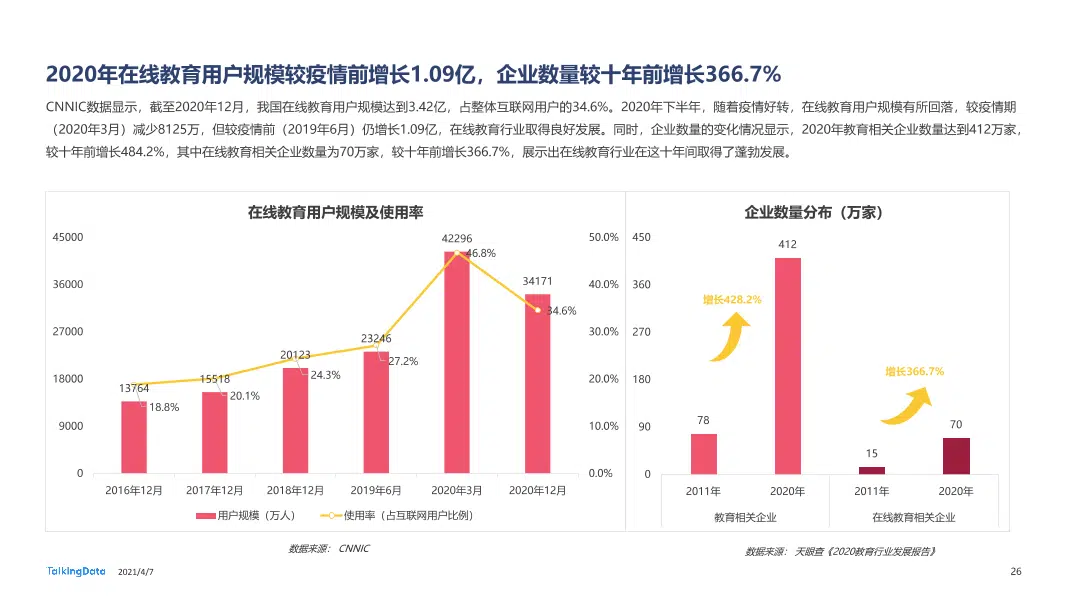 2020年在线教育用户规模较疫情前增长1.09亿，企业数量较十年前增长366.7%
CNNIC数据显示，截至2020年12月，我国在线教育用户规模达到3.42亿，占整体互联网用户的34.6%。2020年下半年，随着疫情好转，在线教育用户规模有所回落，较疫情期
（2020年3月）减少8125万，但较疫情前（2019年6月）仍增长1.09亿，在线教育行业取得良好发展。同时，企业数量的变化情况显示，2020年教育相关企业数量达到412万家，
较十年前增长484.2%，其中在线教育相关企业数量为70万家，较十年前增长366.7%，展示出在线教育行业在这十年间取得了蓬勃发展。
在线教育用户规模及使用率
45000
36000
27000
18000
9000
0
50.0%
40.0%
30.0%
20.0%
10.0%
0.0%
13764
15518
20123
23246
42296
34171
18.8%
20.1%
24.3%
27.2%
46.8%
34.6%
2016年12月
2017年12月
2018年12月
2019年6月
2020年3月
2020年12月
用户规模（万人）
使用率（占互联网用户比例）
数据来源： CNNIC
企业数量分布（万家）
450
360
270
180
90
0
78
412
15
70
增长428.2%
增长366.7%
2011年
2020年
2011年
2020年
教育相关企业
在线教育相关企业
数据来源： 天眼查《2020教育行业发展报告》
TalkingData
2021/4/7
26